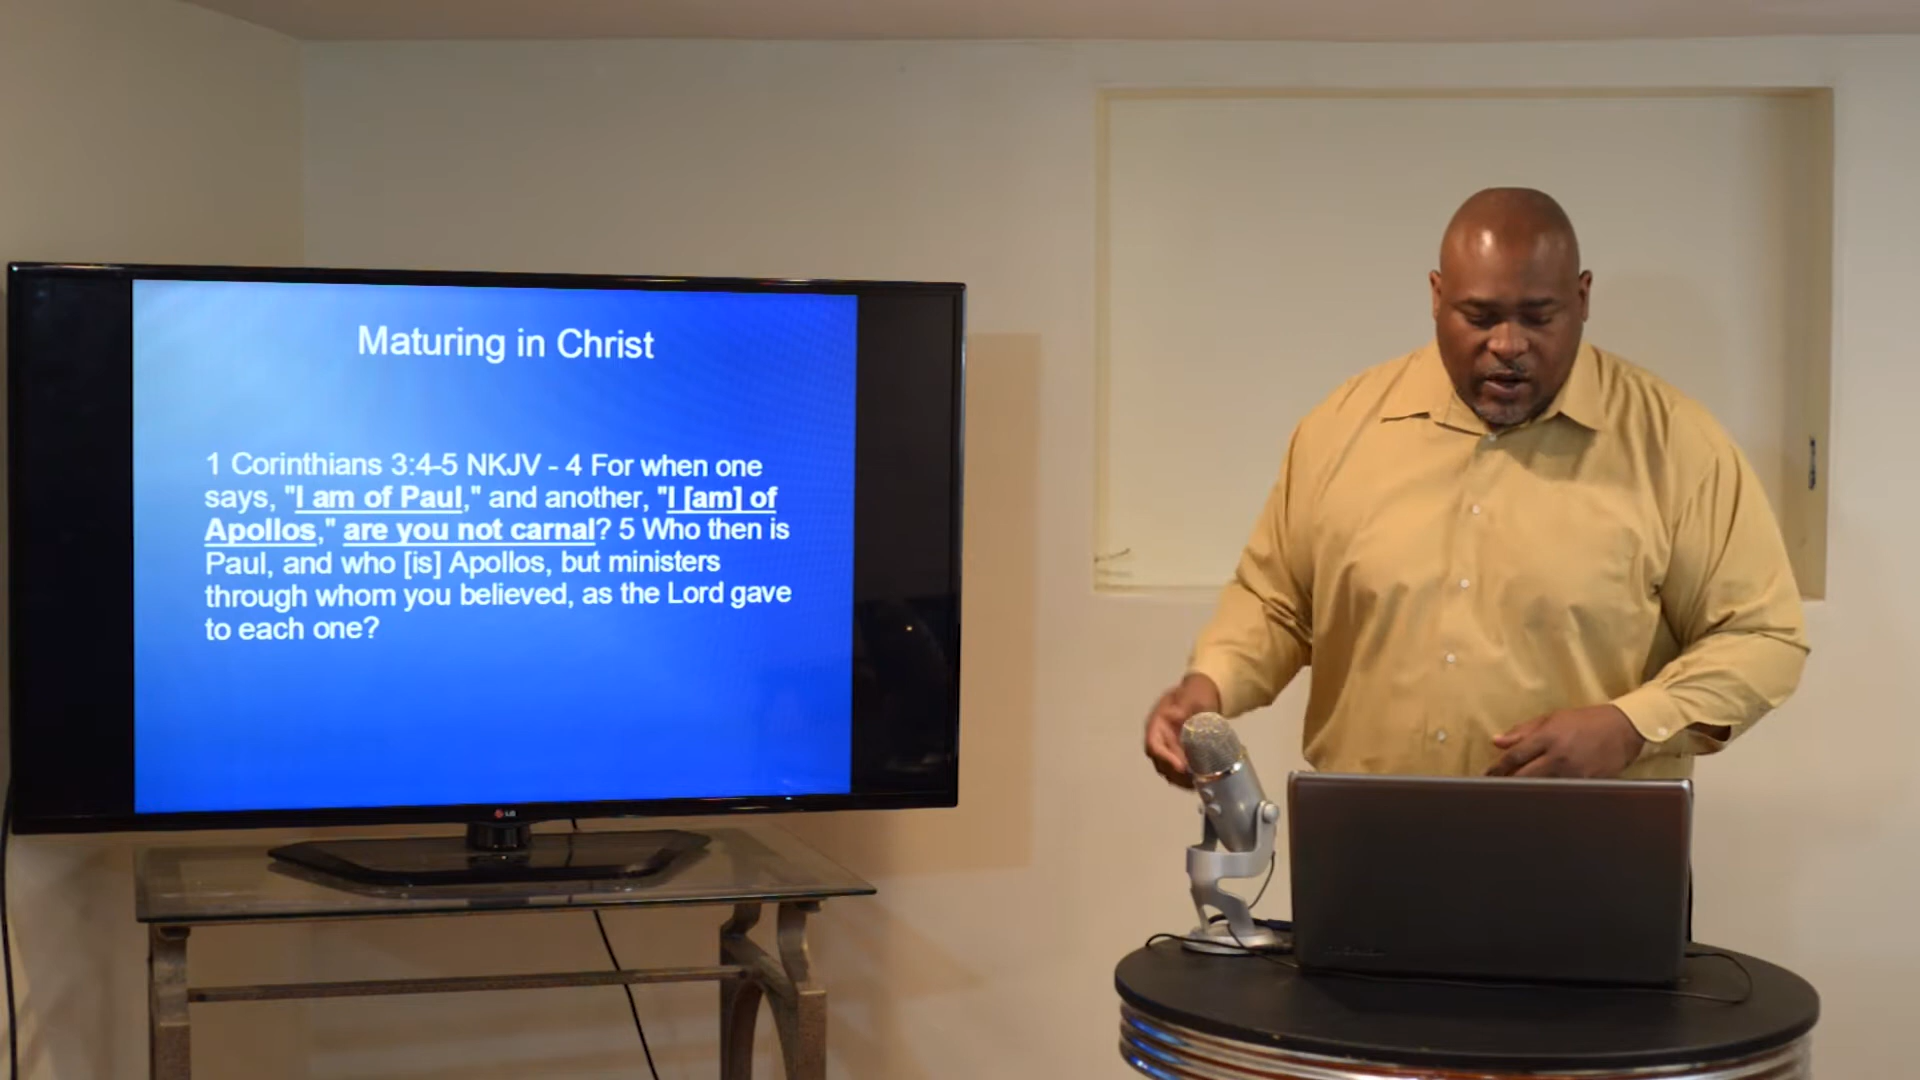 Maturing in Christ
1 Corinthians 3:4-5 NKJV - 4 For when one
says, "I am of Paul," and another, "I [am] of
Apollos," are you not carnal? 5 Who then is
Paul, and who [is] Apollos, but ministers
through whom you believed, as the Lord gave
to each one?
LG